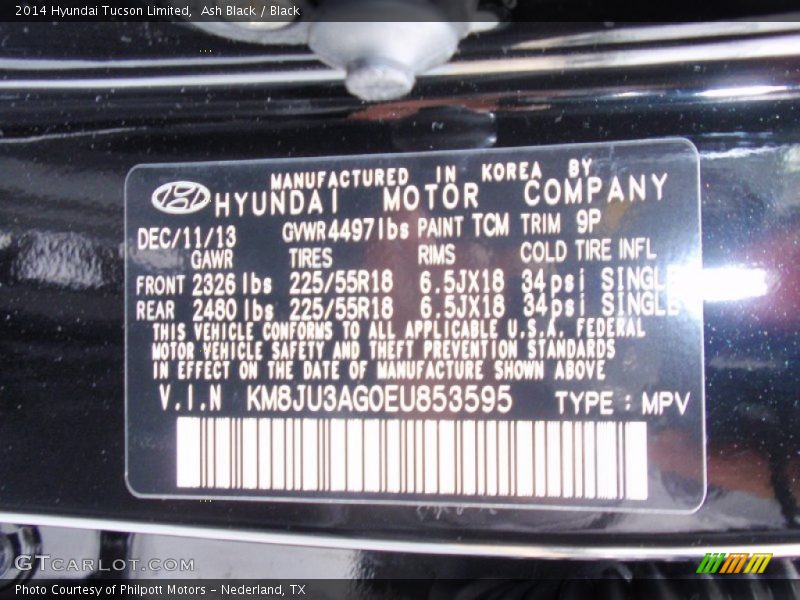 2014 Hyundai Tucson Limited, Ash Black / Black
MANUFACTURED IN KOREA BY
HYUNDAI MOTOR COMPANY
DEC/11/13 GVWR 4497lbs PAINT TCM TRIM 9P
GAWR TIRES RIMS COLD TIRE INFL
FRONT 2326 lbs 225/55R18 6.5JX18 34psi SINGLE
REAR 2480 lbs 225/55R18 6.5JX18 34psi SINGLE
THIS VEHICLE CONFORMS TO ALL APPLICABLE U.S.A. FEDERAL
MOTOR VEHICLE SAFETY AND THEFT PREVENTION STANDARDS
IN EFFECT ON THE DATE OF MANUFACTURE SHOWN ABOVE
V.I.N KM8JU3AG0EU853595 TYPE : MPV
GTCARLOT.COM
Photo Courtesy of Philpott Motors - Nederland, TX